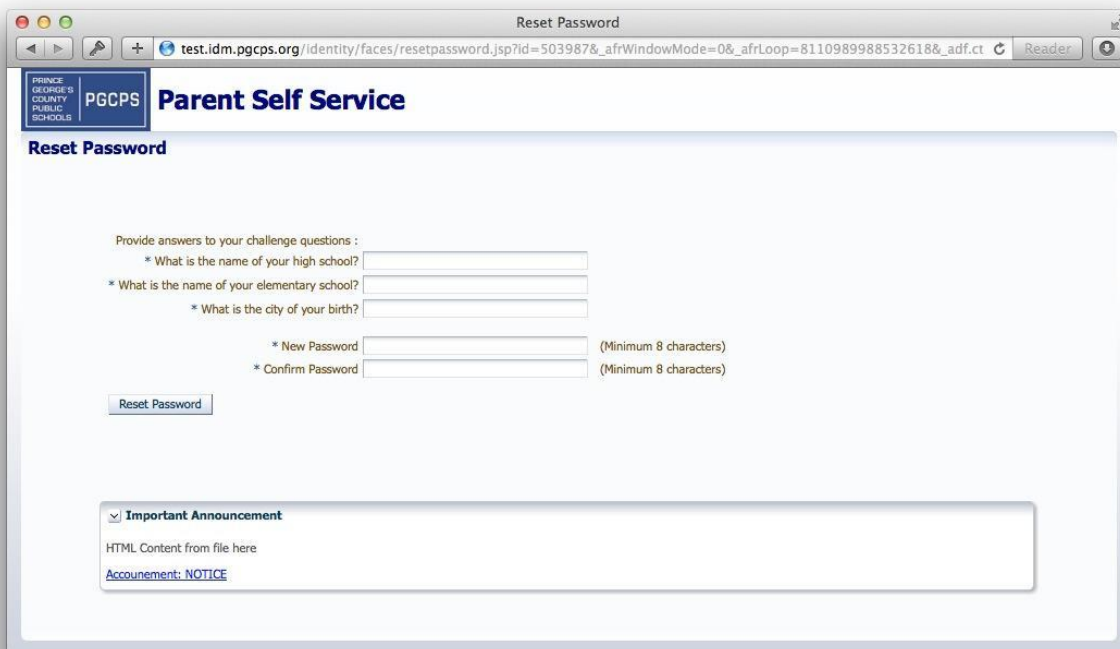 Reset Password
test.idm.pgcps.org/identity/faces/resetpassword.jsp?id=503987&_afrWindowMode=0&_afrLoop=8110989988532618&_adf.ct
Reader
PRINCE
GEORGE'S
COUNTY
PUBLIC
SCHOOLS
PGCPS
Parent Self Service
Reset Password
Provide answers to your challenge questions :
* What is the name of your high school?
* What is the name of your elementary school?
* What is the city of your birth?
* New Password (Minimum 8 characters)
* Confirm Password (Minimum 8 characters)
Reset Password
Important Announcement
HTML Content from file here
Accounement: NOTICE